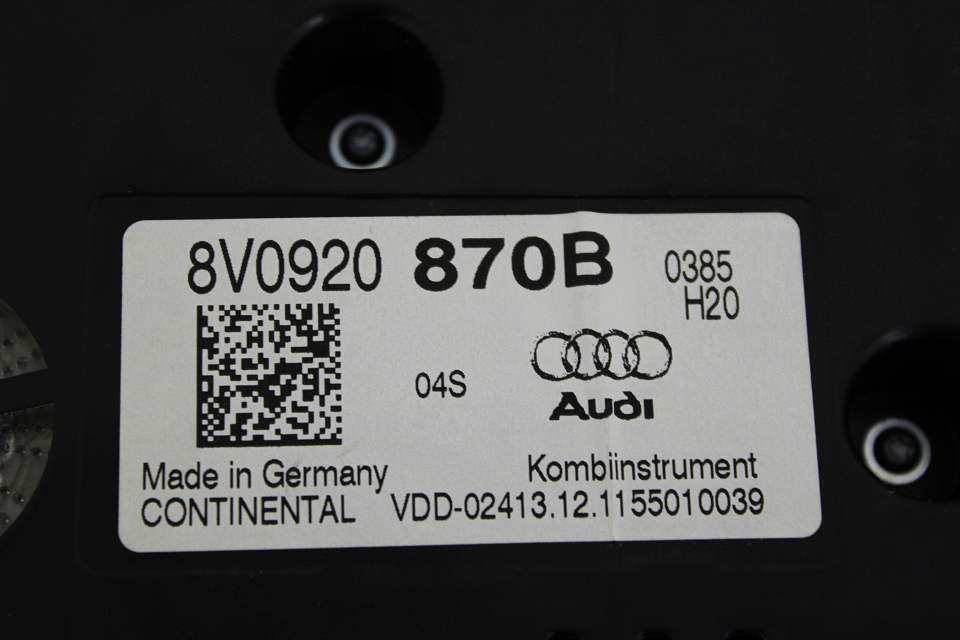 8V0920 870B 0385
H20
04S
Audi
Made in Germany Kombiinstrument
CONTINENTAL VDD-02413.12.1155010039